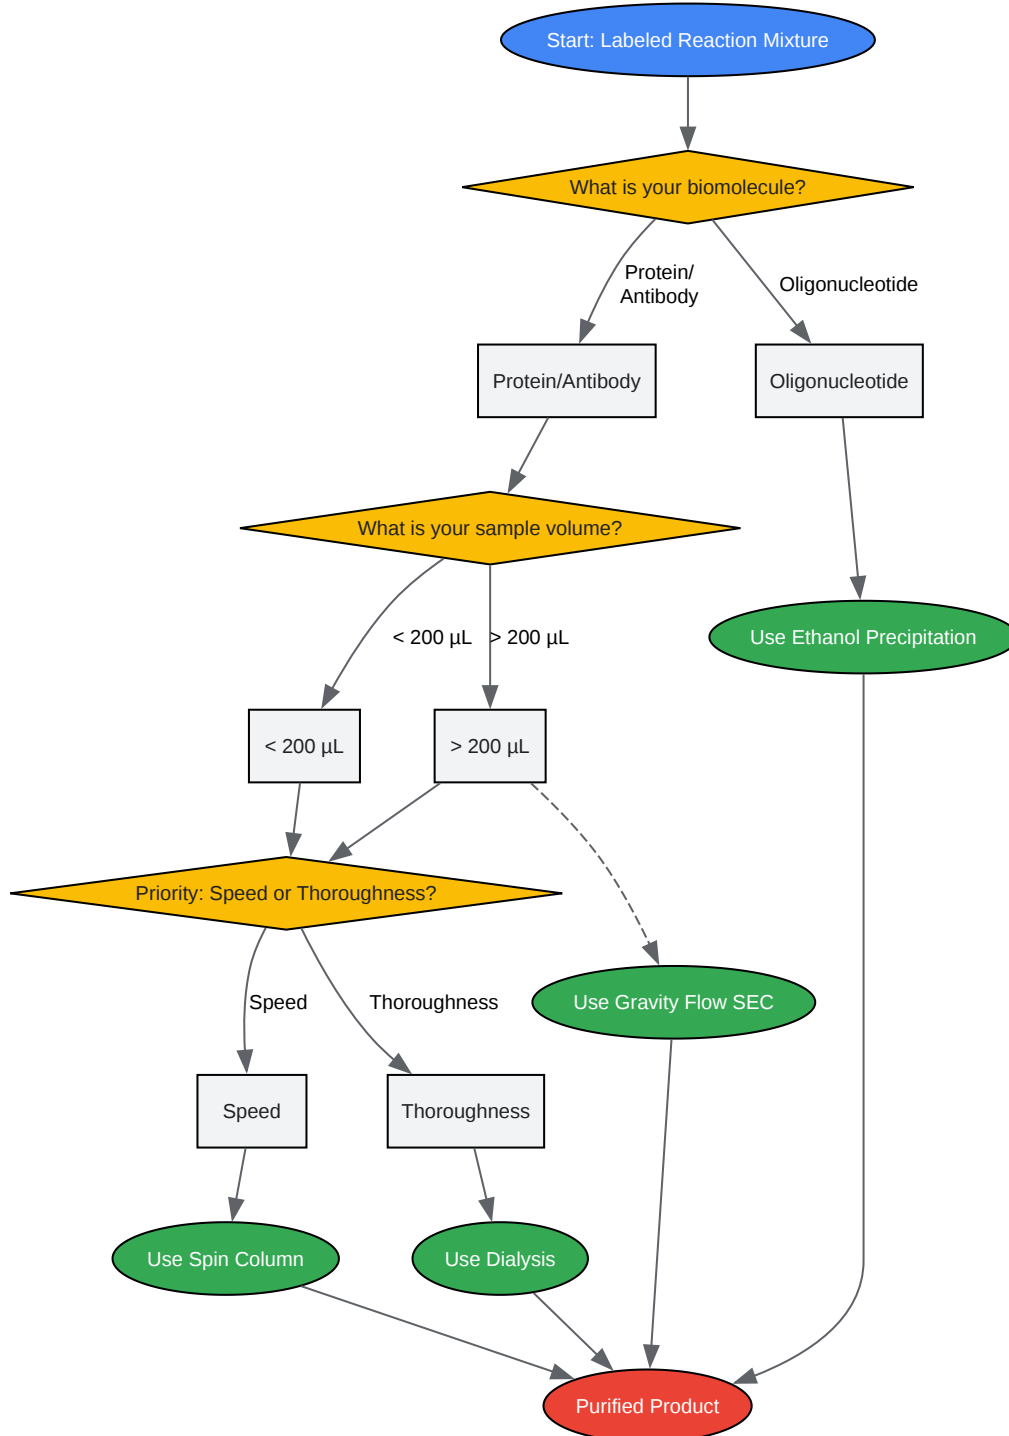 Start: Labeled Reaction Mixture
What is your biomolecule?
Protein/
Antibody
Oligonucleotide
Protein/Antibody
Oligonucleotide
What is your sample volume?
< 200 µL
> 200 µL
Use Ethanol Precipitation
< 200 µL
> 200 µL
Priority: Speed or Thoroughness?
Speed
Thoroughness
Use Gravity Flow SEC
Speed
Thoroughness
Use Spin Column
Use Dialysis
Purified Product